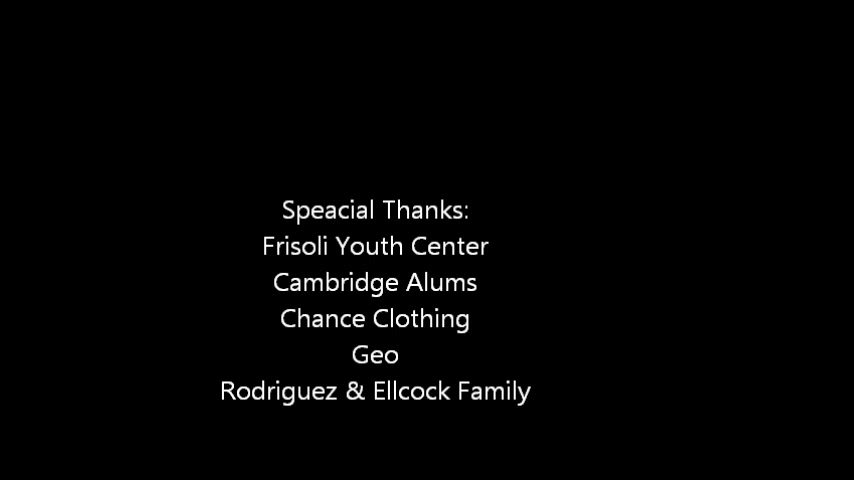 Speacial Thanks:
Frisoli Youth Center
Cambridge Alums
Chance Clothing
Geo
Rodriguez & Ellcock Family